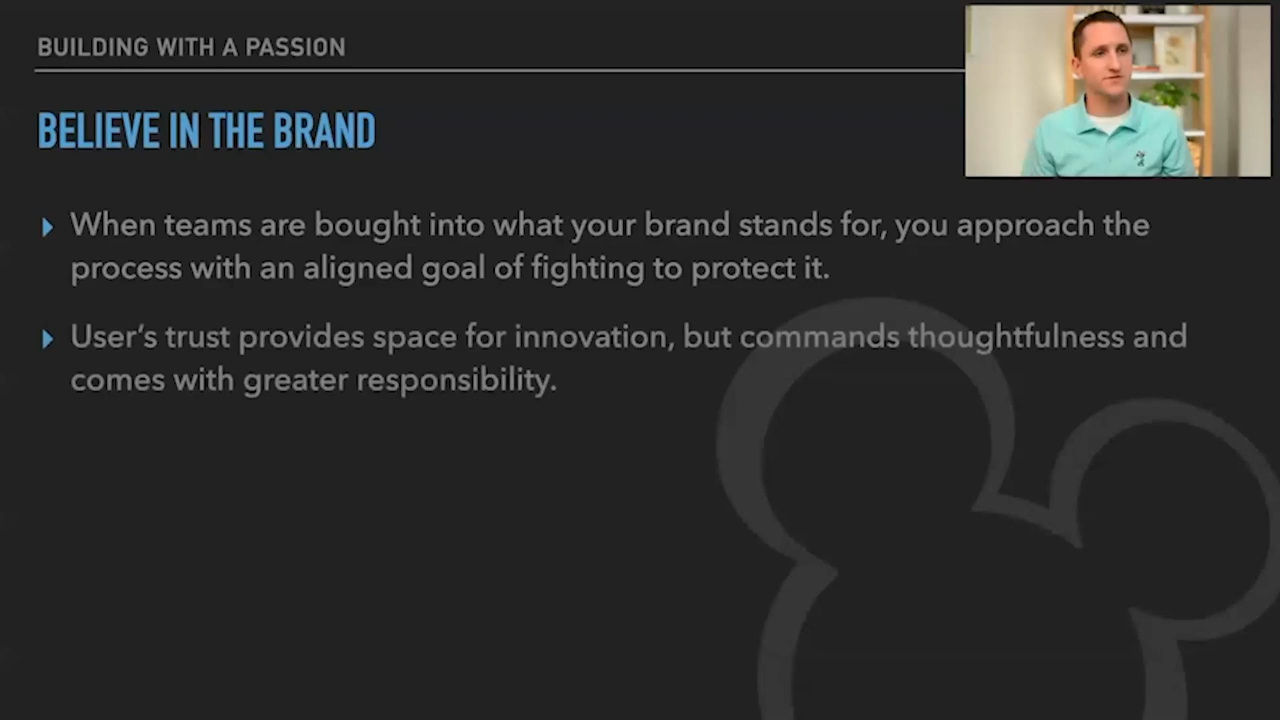 BUILDING WITH A PASSION
BELIEVE IN THE BRAND
When teams are bought into what your brand stands for, you approach the
process with an aligned goal of fighting to protect it.
User's trust provides space for innovation, but commands thoughtfulness and
comes with greater responsibility.